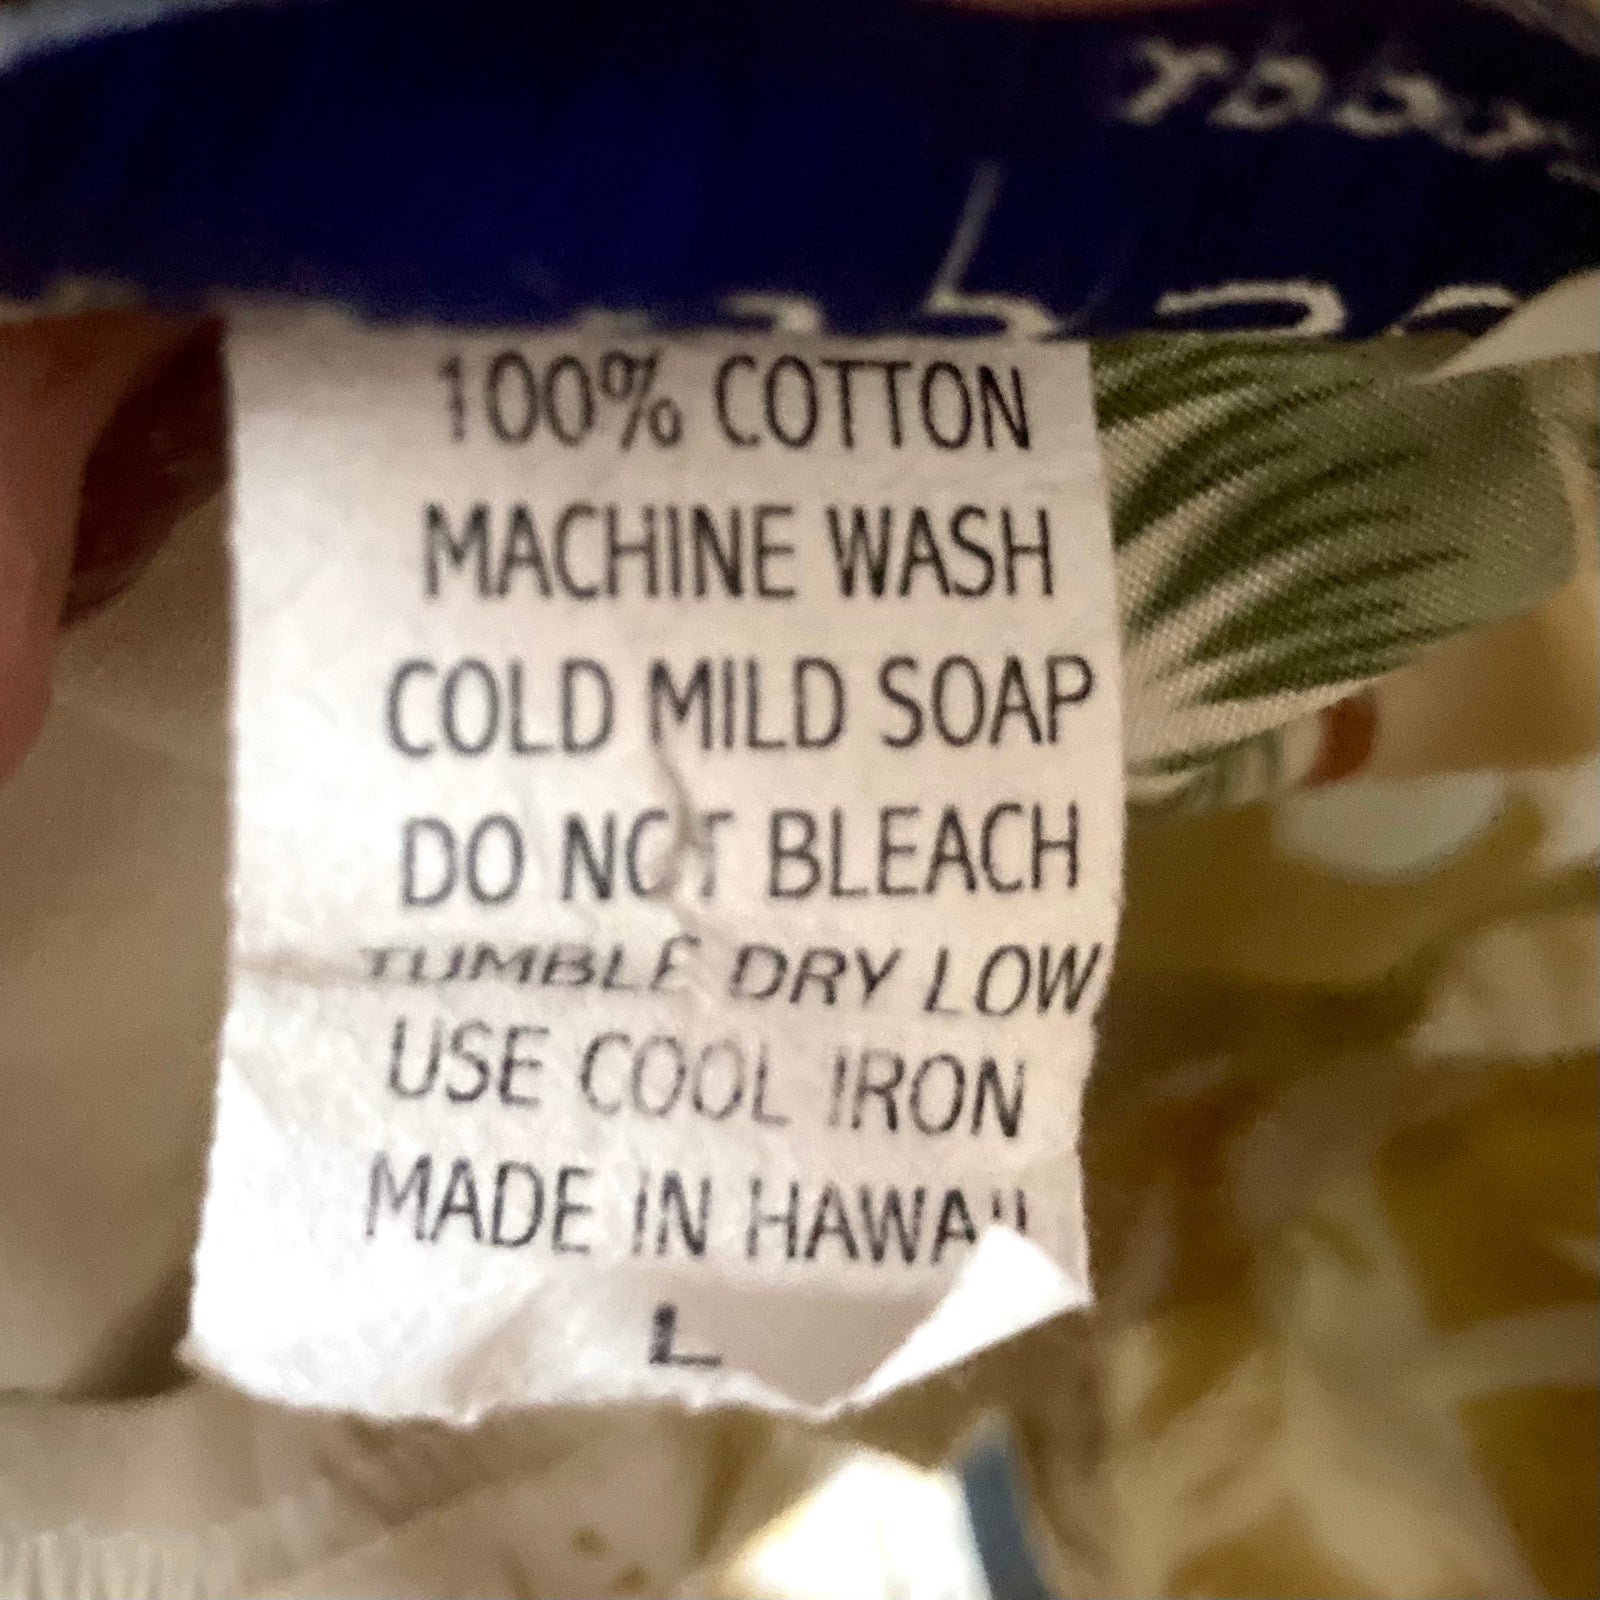 100% COTTON
MACHINE WASH
COLD MILD SOAP
DO NOT BLEACH
TUMBLE DRY LOW
USE COOL IRON
MADE IN HAWAII
L